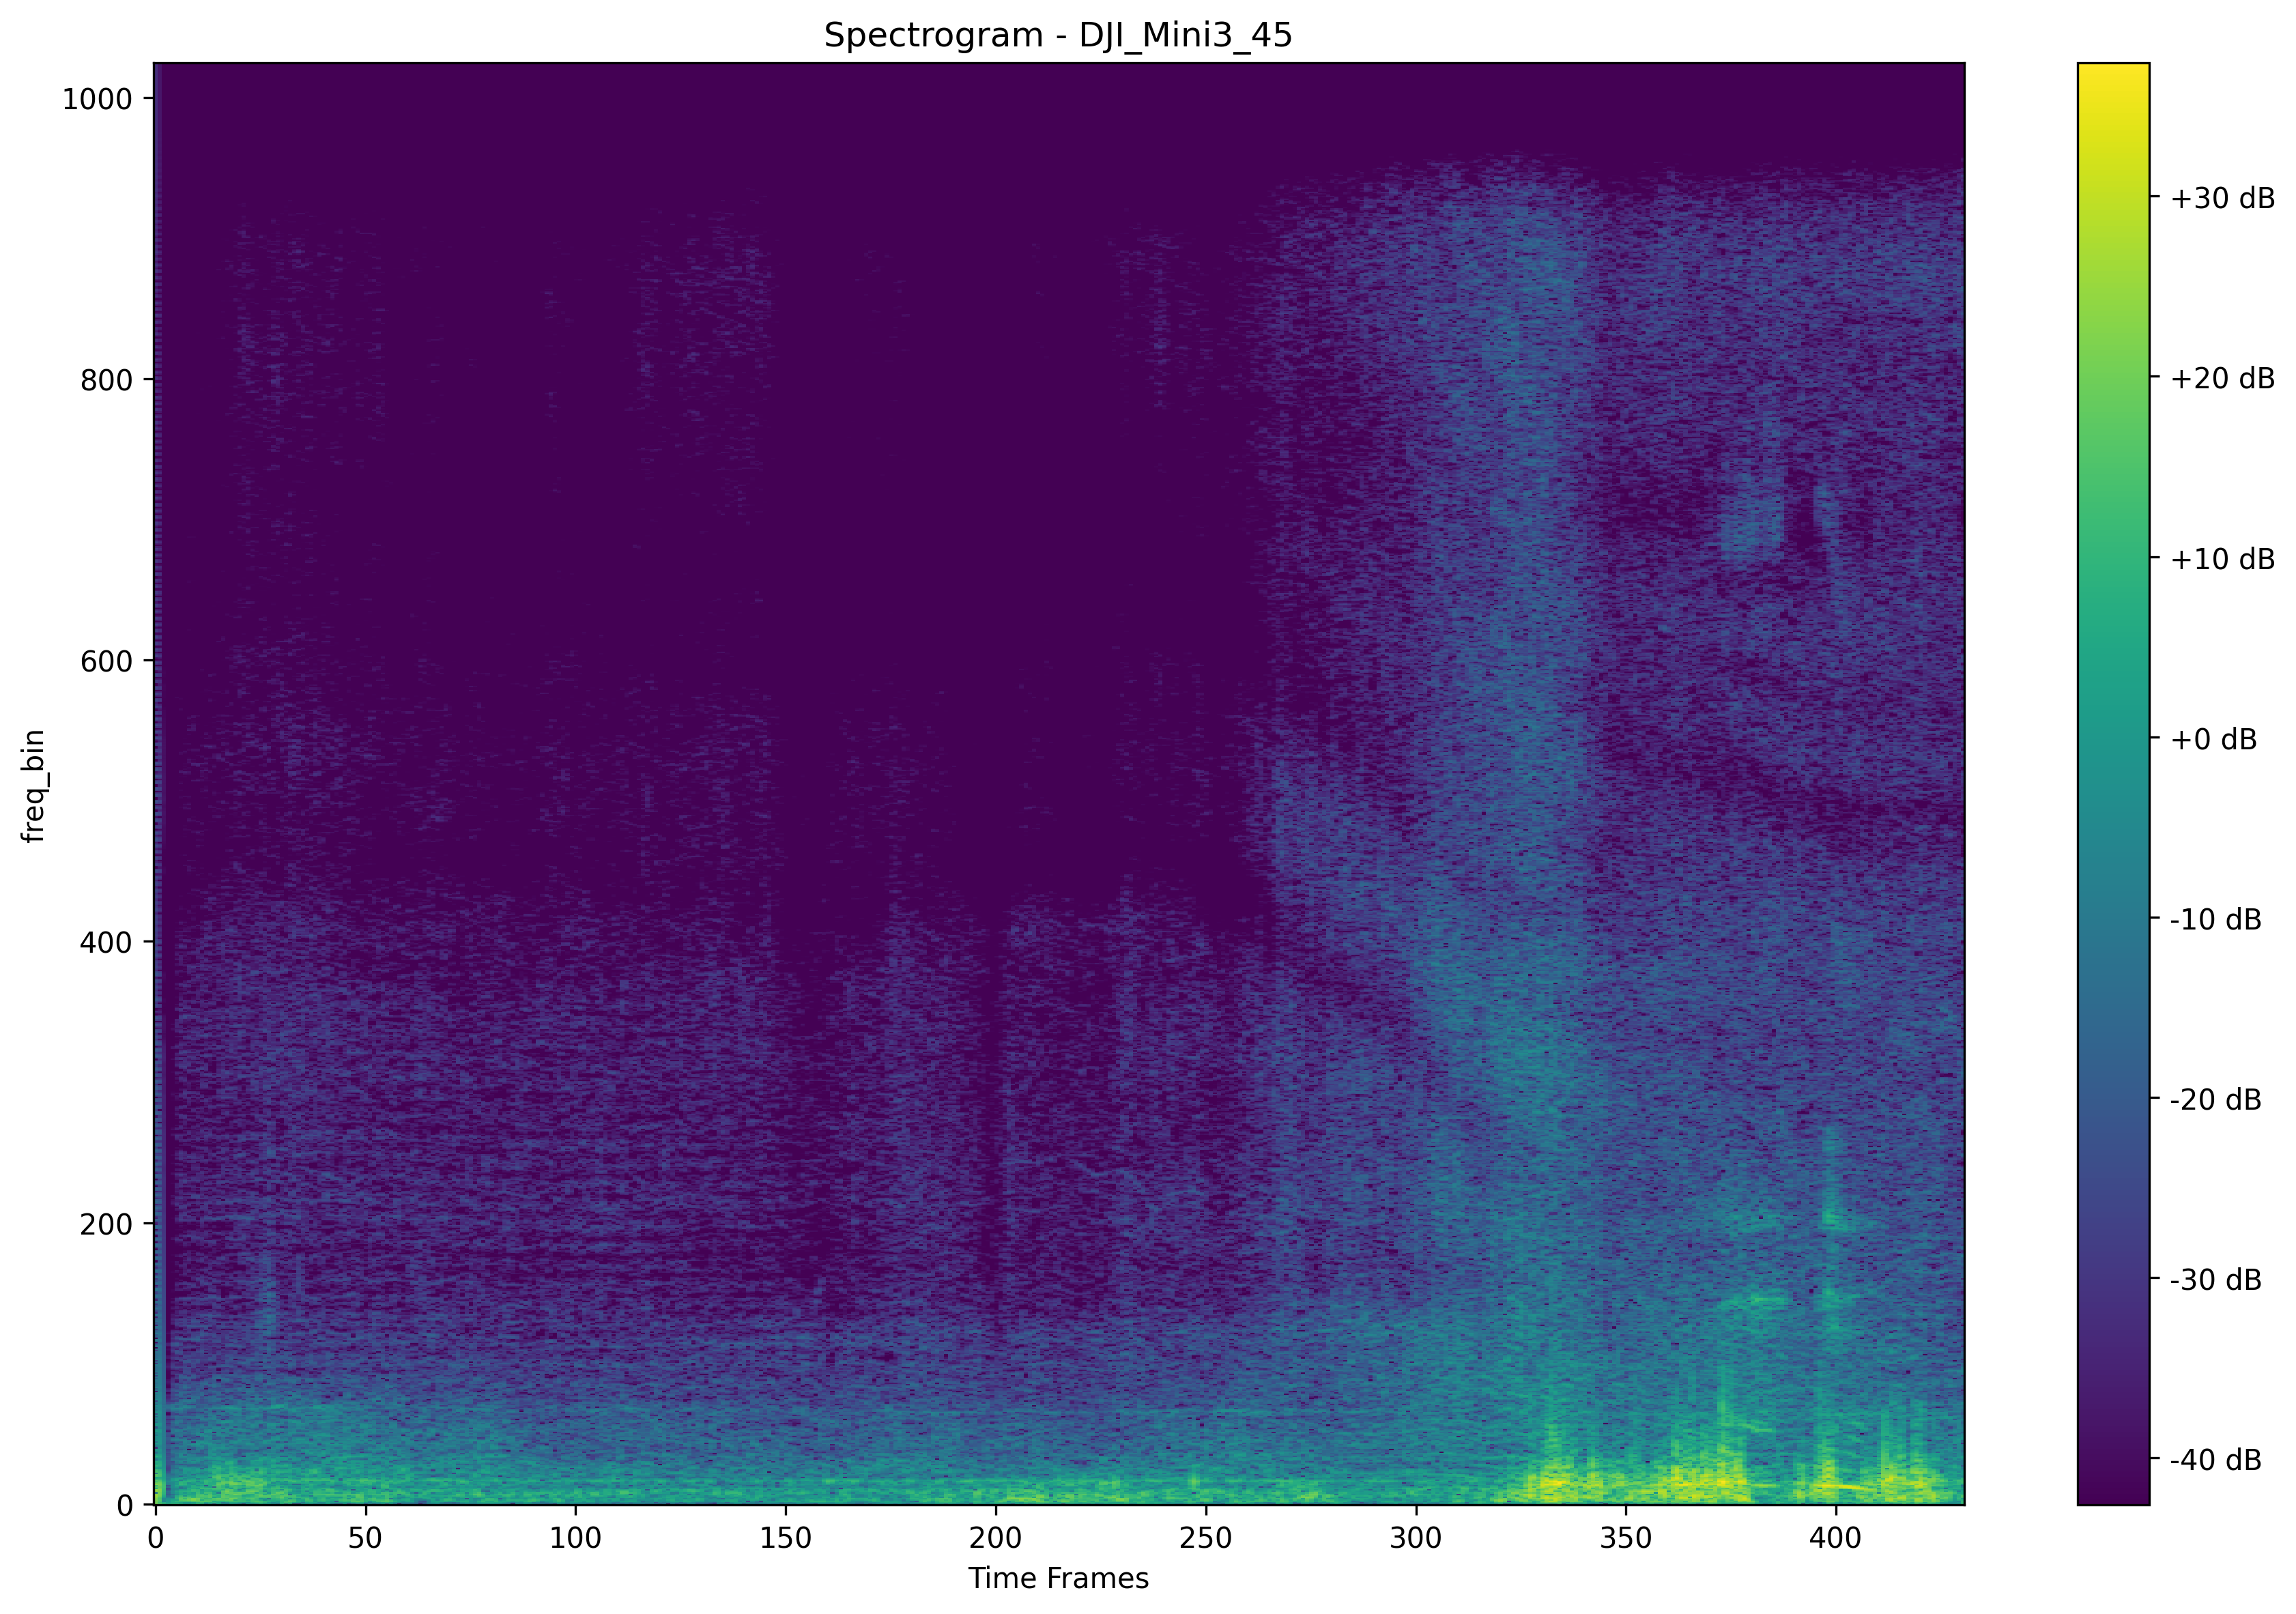 Spectrogram - DJI_Mini3_45
1000
800
600
400
200
0
freq_bin
0 50 100 150 200 250 300 350 400
Time Frames
+30 dB
+20 dB
+10 dB
+0 dB
-10 dB
-20 dB
-30 dB
-40 dB